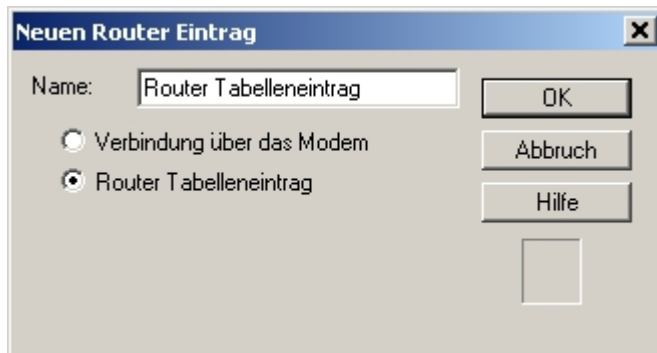 Neuen Router Eintrag
Name: Router Tabelleneintrag
OK
Verbindung über das Modem
Abbruch
Router Tabelleneintrag
Hilfe